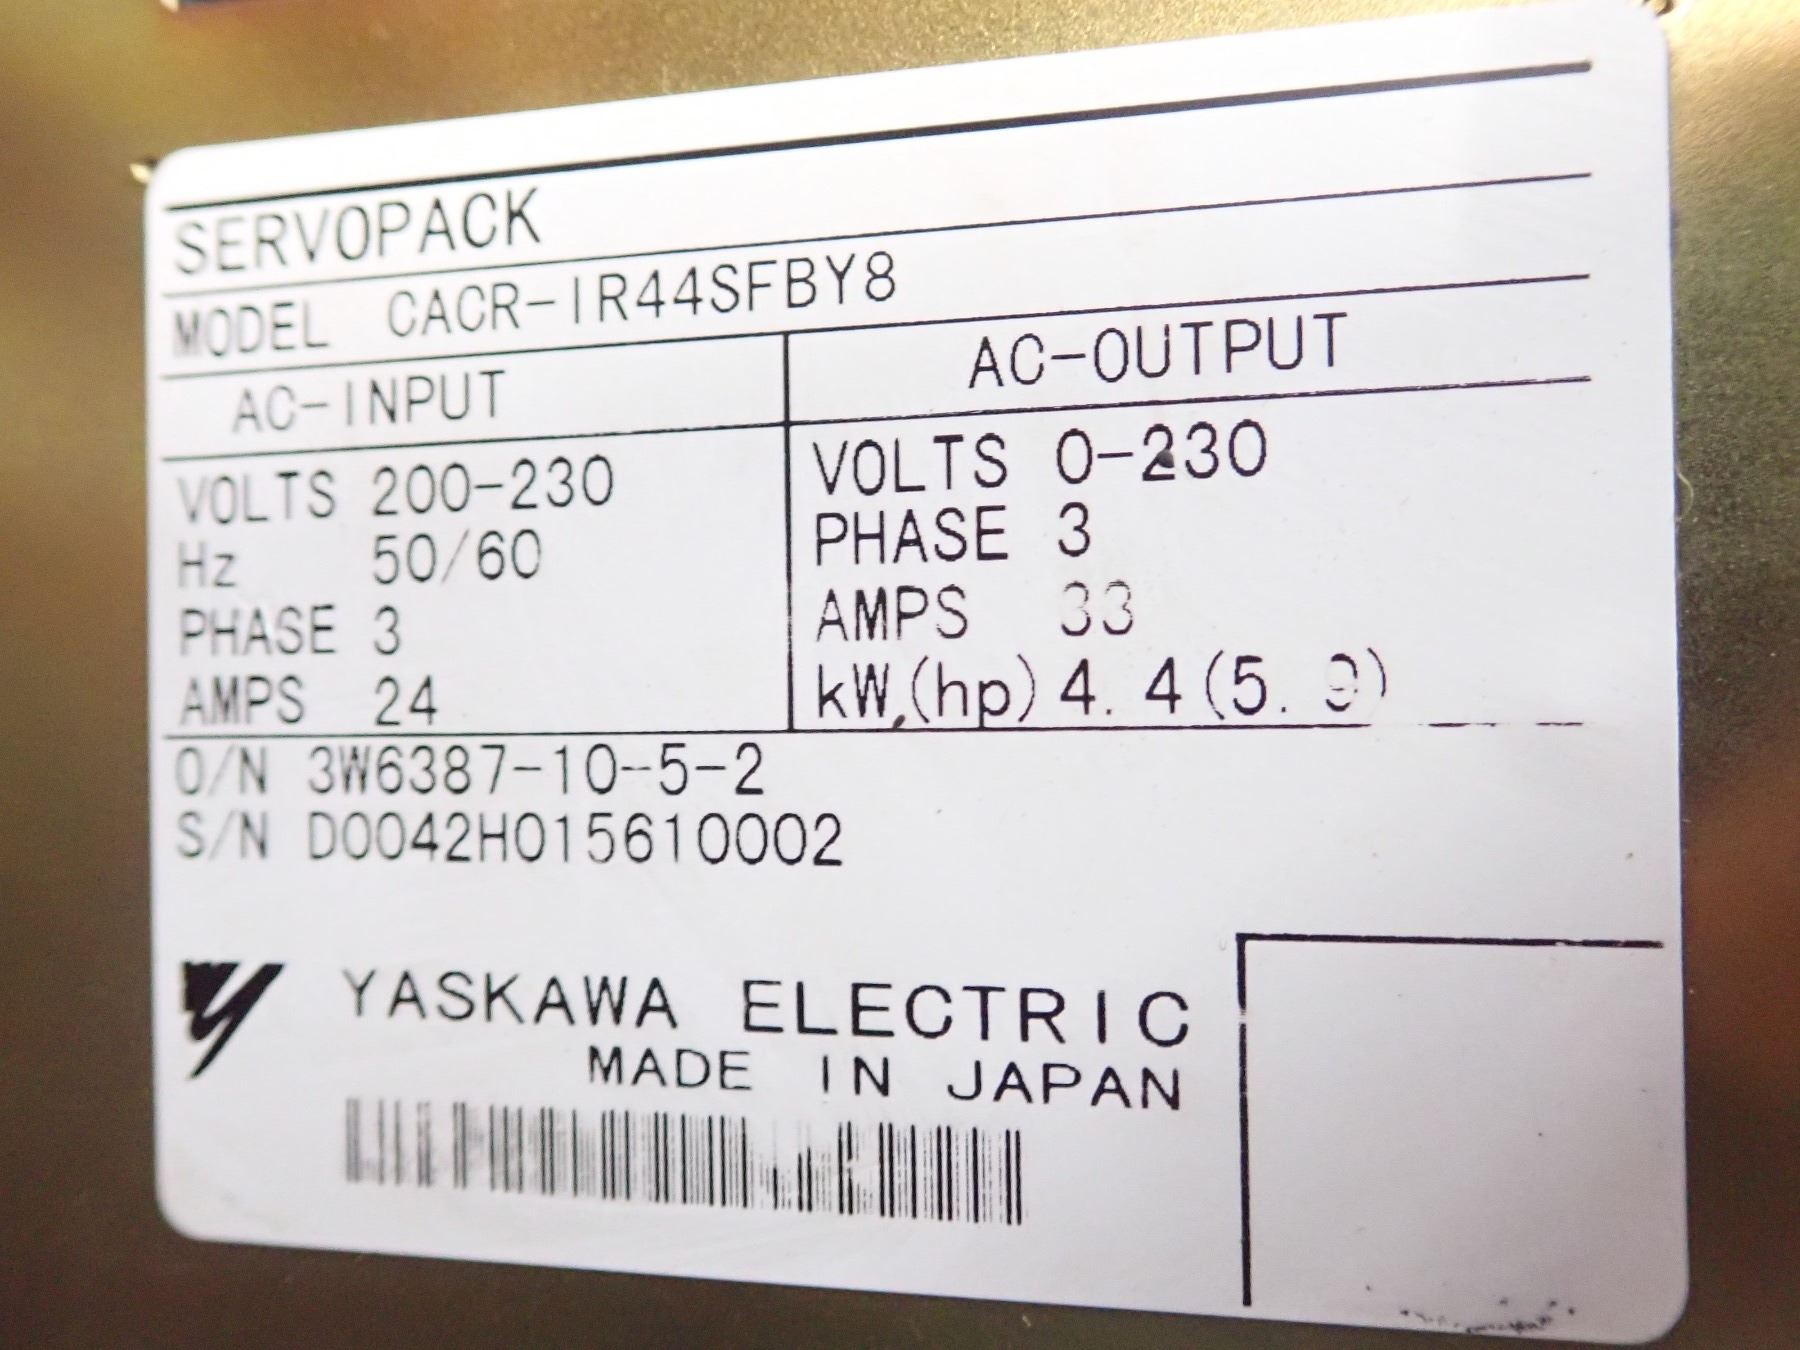 SERVOPACK
MODEL CACR-IR44SFBY8
AC-INPUT
VOLTS 200-230
Hz 50/60
PHASE 3
AMPS 24
AC-OUTPUT
VOLTS 0-230
PHASE 3
AMPS 33
kW (hp) 4.4(5.9)
O/N 3W6387-10-5-2
S/N D0042H015610002
YASKAWA ELECTRIC
MADE IN JAPAN